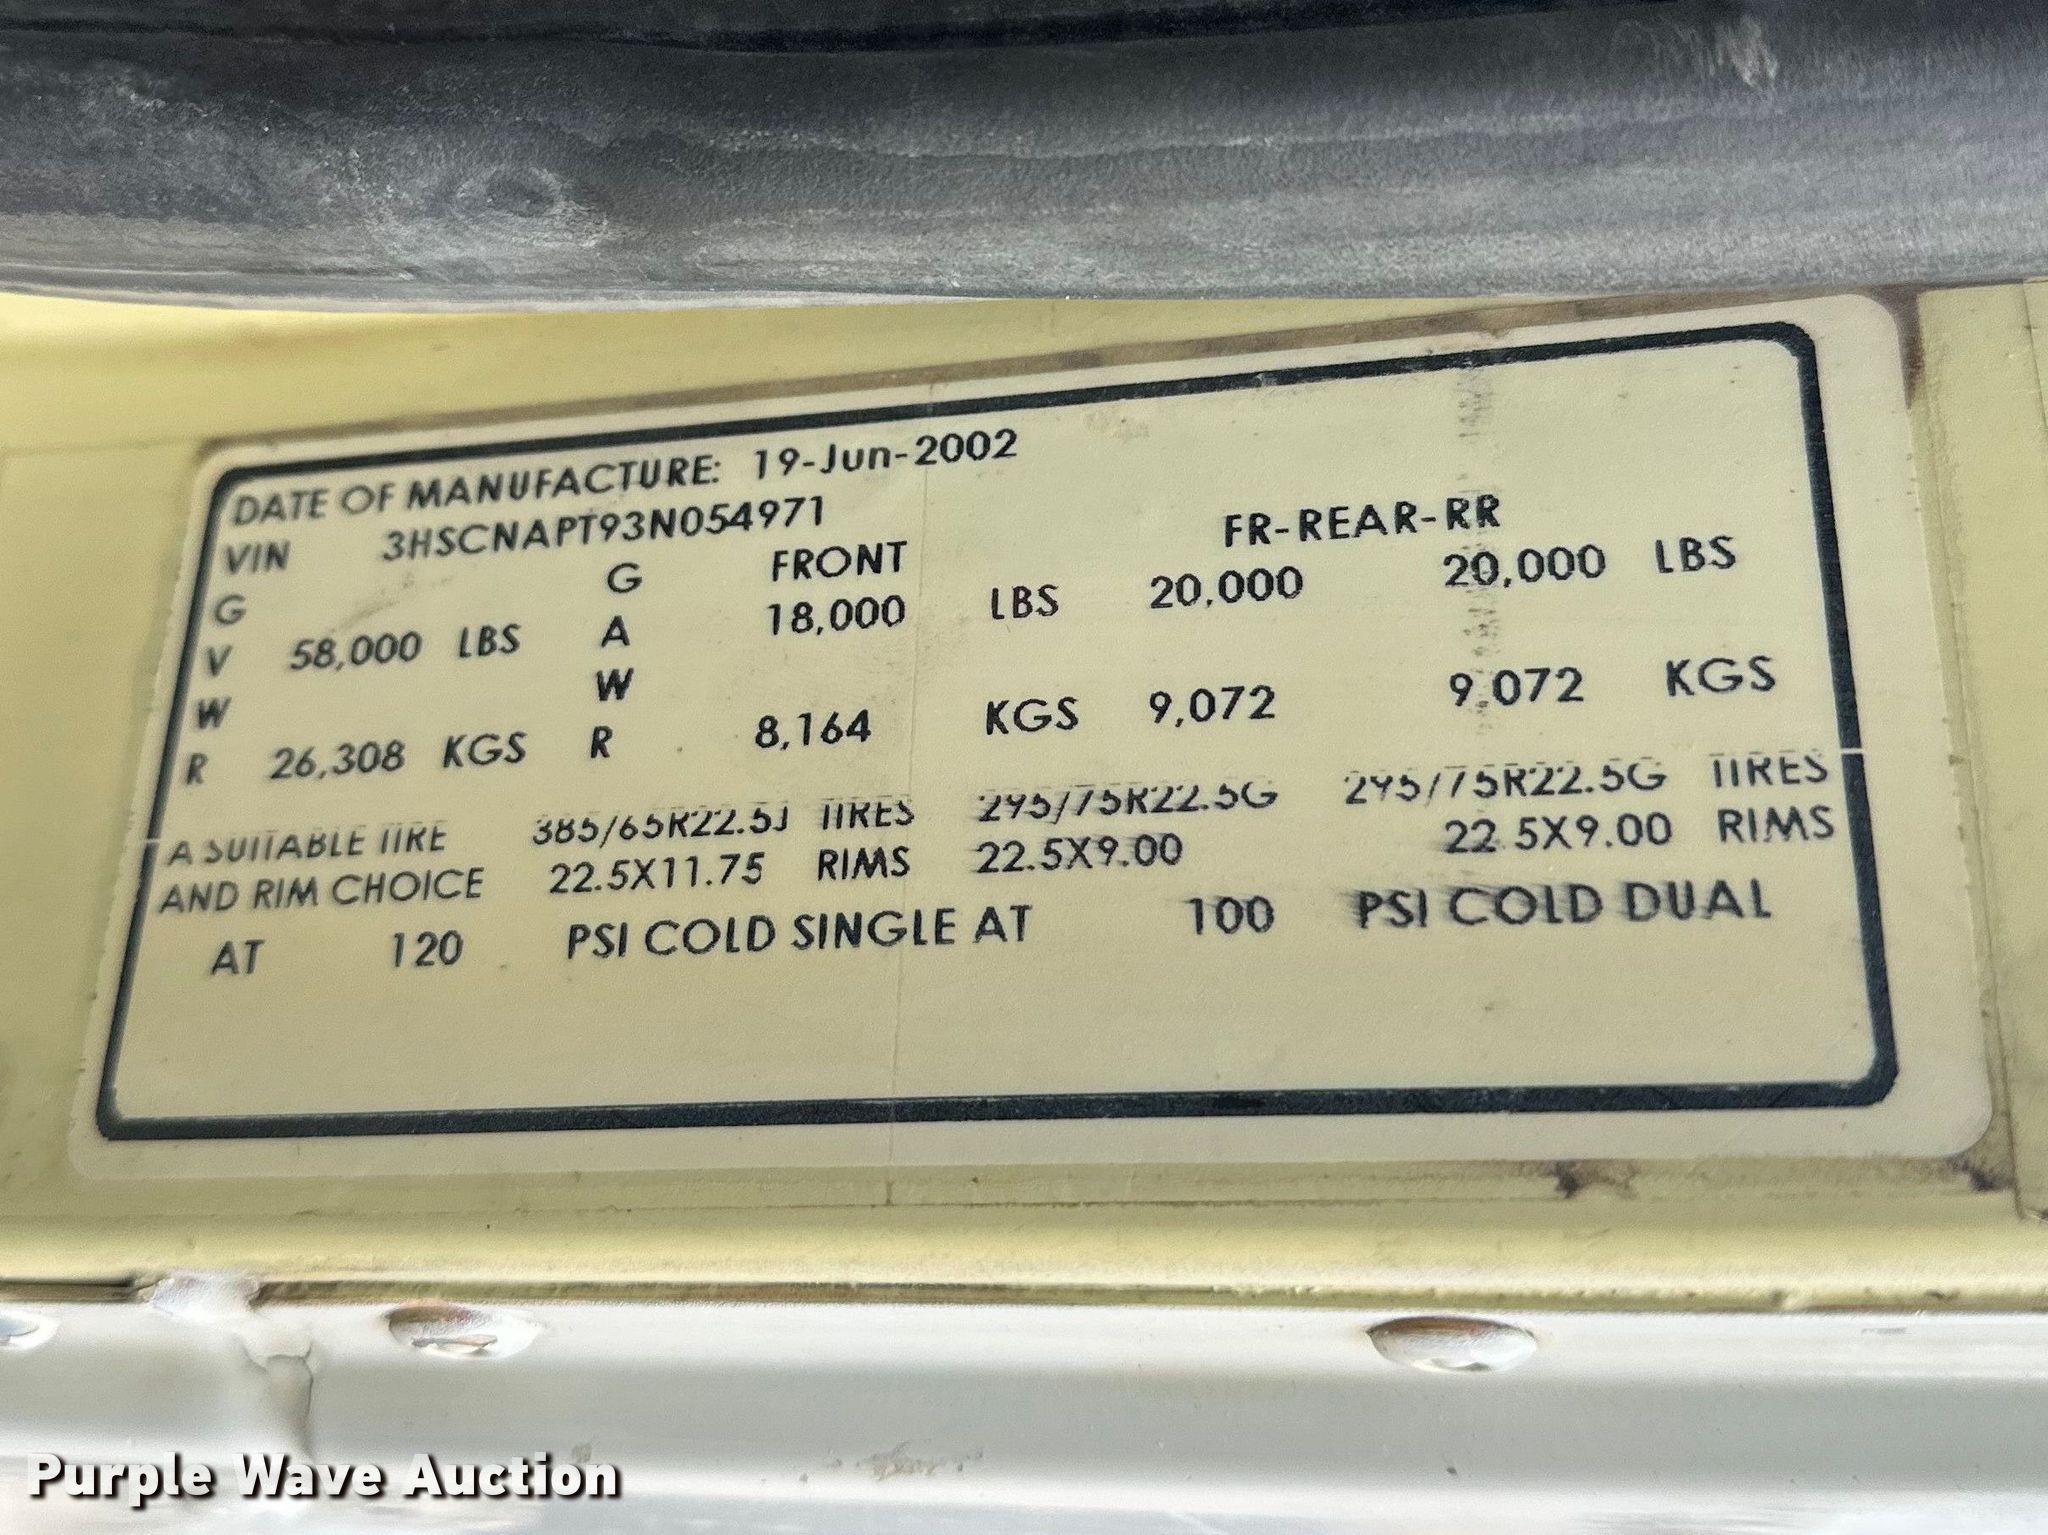 DATE OF MANUFACTURE: 19-Jun-2002
VIN 3HSCNAPT93N054971
G FRONT FR-REAR-RR
G 18,000 LBS 20,000 20,000 LBS
V 58,000 LBS A
W W 8,164 KGS 9,072 9,072 KGS
R 26,308 KGS R
A SUITABLE TIRE 385/65R22.5J TIRES 295/75R22.5G 295/75R22.5G TIRES
AND RIM CHOICE 22.5X11.75 RIMS 22.5X9.00 22.5X9.00 RIMS
AT 120 PSI COLD SINGLE AT 100 PSI COLD DUAL
Purple Wave Auction